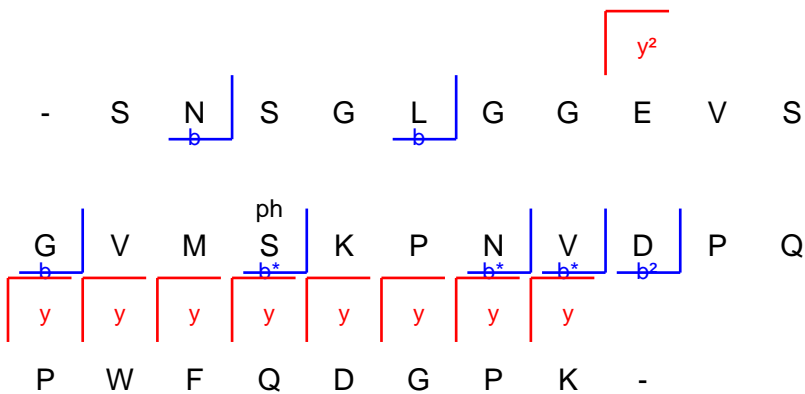 y²
- S N S G L G G E V S
b b
ph
G V M S K P N V D P Q
b b* b* b* b²
y y y y y y y y
P W F Q D G P K -